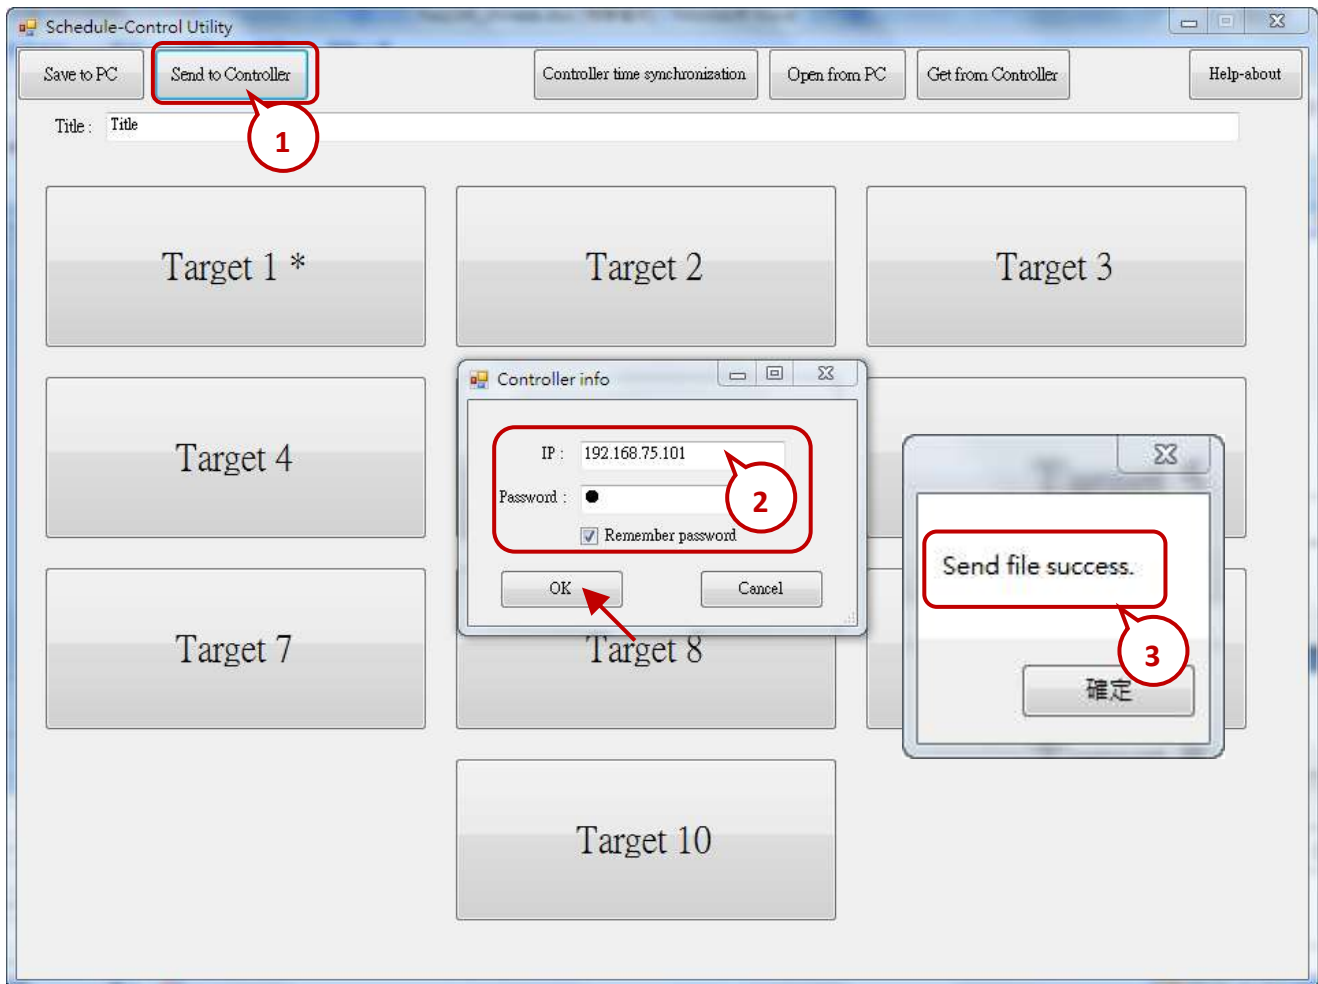 Schedule-Control Utility
Save to PC
Send to Controller
Controller time synchronization
Open from PC
Get from Controller
Help-about
Title :
Title
1
Target 1 *
Target 2
Target 3
Controller info
IP :
192.168.75.101
Password :
2
Remember password
OK
Cancel
Target 4
Send file success.
3
確定
Target 7
Target 8
Target 10